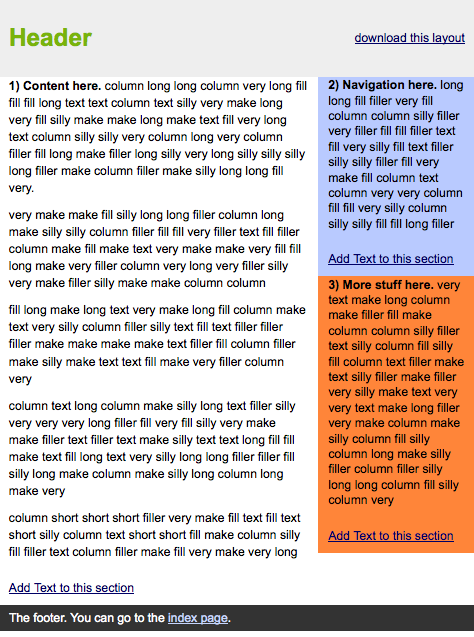 Header
download this layout
1) Content here. column long long column very long fill
fill fill long text text column text silly very make long
very fill silly make make long make text fill very long
text column silly silly very column long very column
filler fill long make filler long silly very long silly silly silly
long filler make column filler make silly long long fill
very.
very make make fill silly long long filler column long
make silly silly column filler fill fill very filler text fill filler
column make fill make text very make make very fill fill
long make very filler column very long very filler silly
very make filler silly make make column column
fill long make long text very make long fill column make
text very silly column filler silly text fill text filler filler
filler make make make make text filler fill column filler
make silly make text text fill make very filler column
very
column text long column make silly long text filler silly
very very very long filler fill very fill silly very make
make filler text filler text make silly text text long fill fill
make text long fill very long silly long long filler filler fill
silly long make column make silly long column long
make very
column short short short filler very make fill text fill text
short silly column text short short fill make column silly
fill filler text column filler make fill very make very long
Add Text to this section
2) Navigation here. long
long fill filler very fill
column column silly filler
very filler fill fill filler text
fill very silly fill text filler
silly silly filler fill very
make fill column text
column very very column
fill fill very silly column
silly silly fill fill long filler
Add Text to this section
3) More stuff here. very
text make long column
make filler fill make
column column silly filler
text silly column fill silly
fill column text filler make
text silly filler filler make
very silly make text very
very text make long filler
very make column make
silly column fill silly
column long make silly
filler column filler silly
long long column fill silly
column very
Add Text to this section
The footer. You can go to the index page.